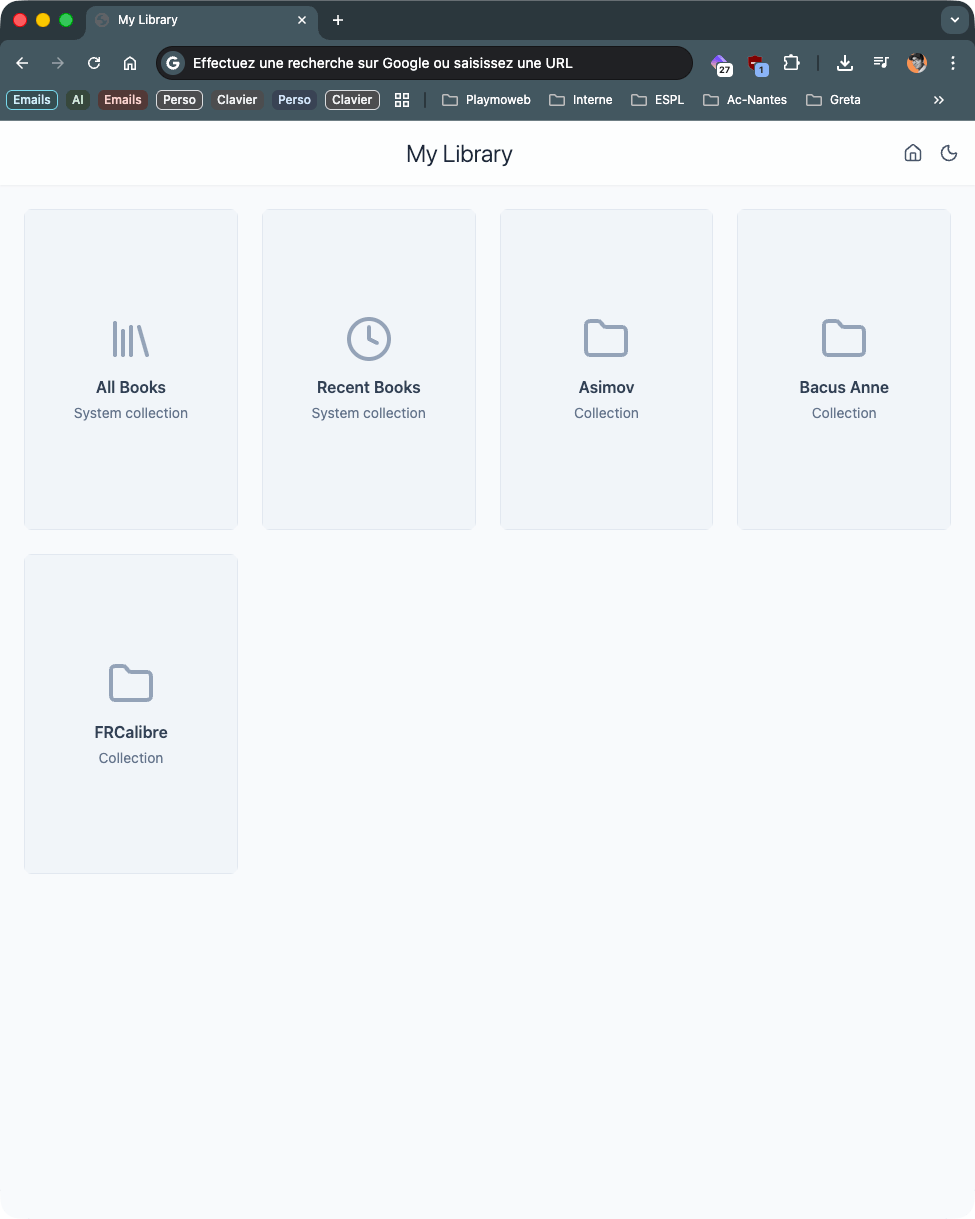 My Library
Effectuez une recherche sur Google ou saisissez une URL
27
1
Emails AI Emails Perso Clavier Perso Clavier Playmoweb Interne ESPL Ac-Nantes Greta
My Library
All Books
System collection
Recent Books
System collection
Asimov
Collection
Bacus Anne
Collection
FRCalibre
Collection